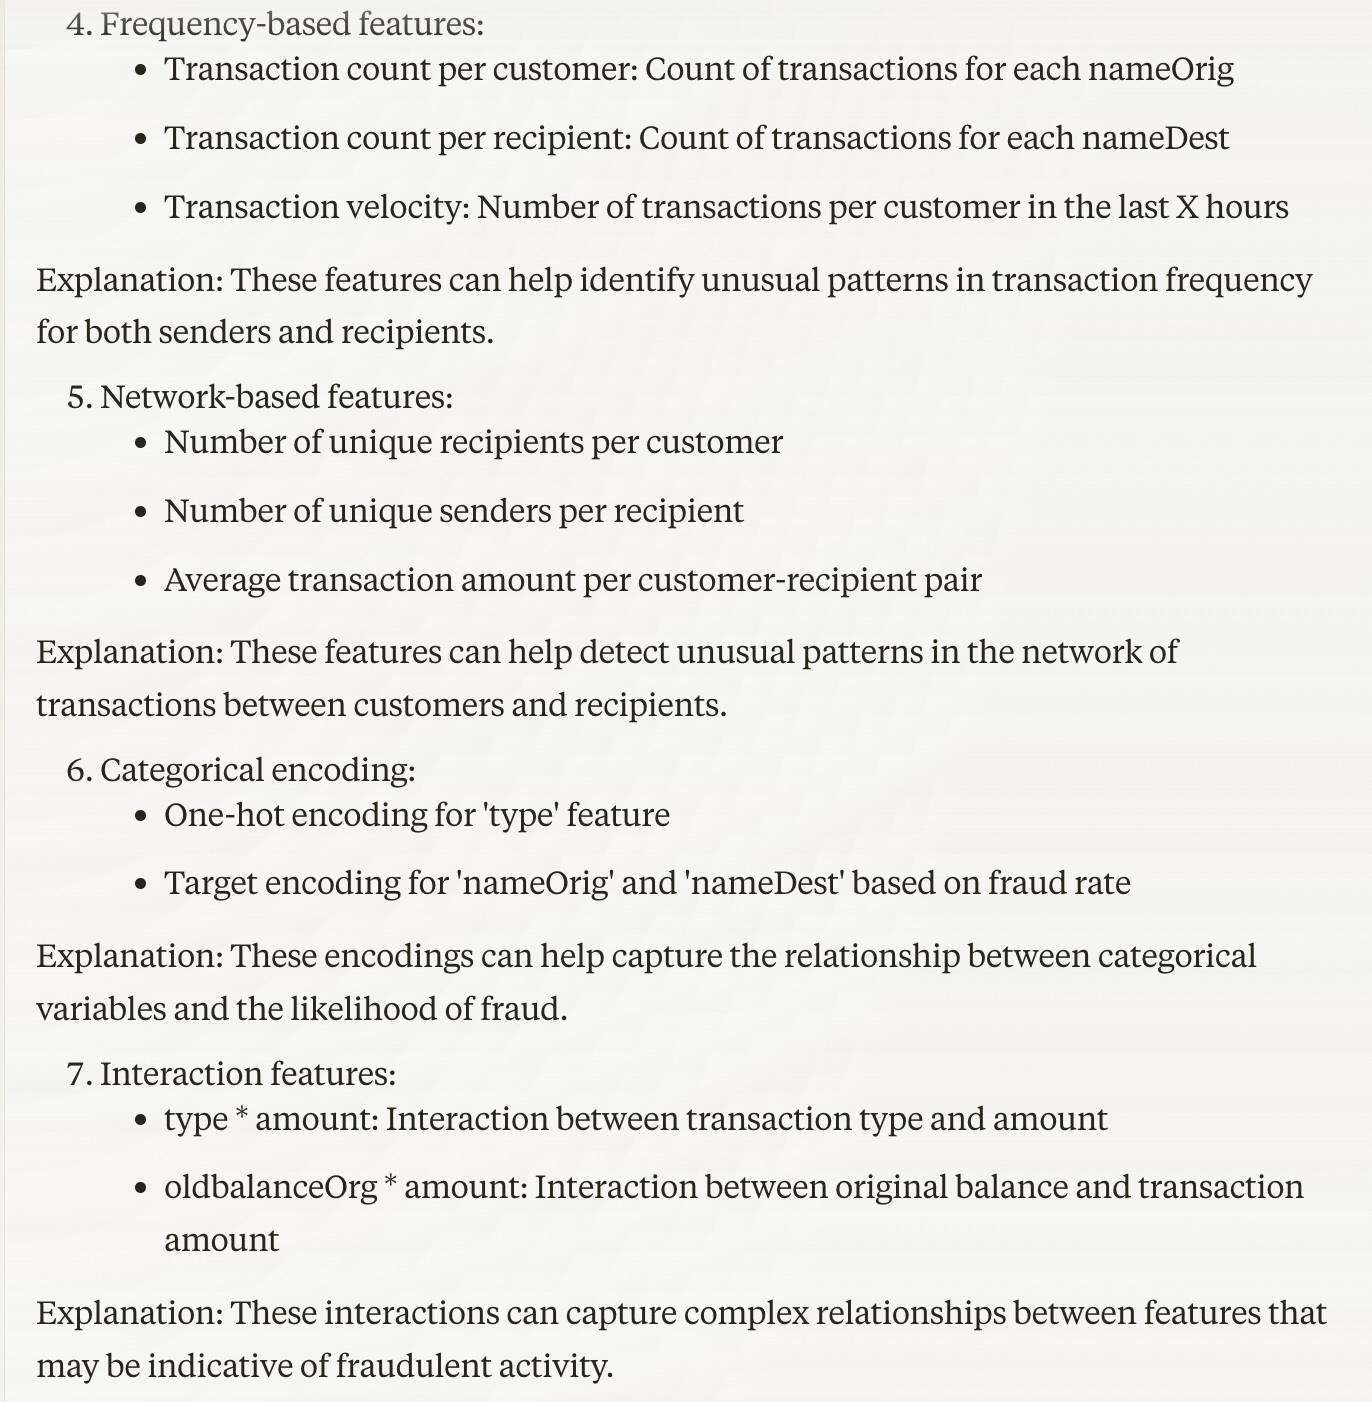 4. Frequency-based features:
• Transaction count per customer: Count of transactions for each nameOrig
• Transaction count per recipient: Count of transactions for each nameDest
• Transaction velocity: Number of transactions per customer in the last X hours
Explanation: These features can help identify unusual patterns in transaction frequency
for both senders and recipients.
5. Network-based features:
• Number of unique recipients per customer
• Number of unique senders per recipient
• Average transaction amount per customer-recipient pair
Explanation: These features can help detect unusual patterns in the network of
transactions between customers and recipients.
6. Categorical encoding:
• One-hot encoding for 'type' feature
• Target encoding for 'nameOrig' and 'nameDest' based on fraud rate
Explanation: These encodings can help capture the relationship between categorical
variables and the likelihood of fraud.
7. Interaction features:
• type * amount: Interaction between transaction type and amount
• oldbalanceOrg * amount: Interaction between original balance and transaction
amount
Explanation: These interactions can capture complex relationships between features that
may be indicative of fraudulent activity.